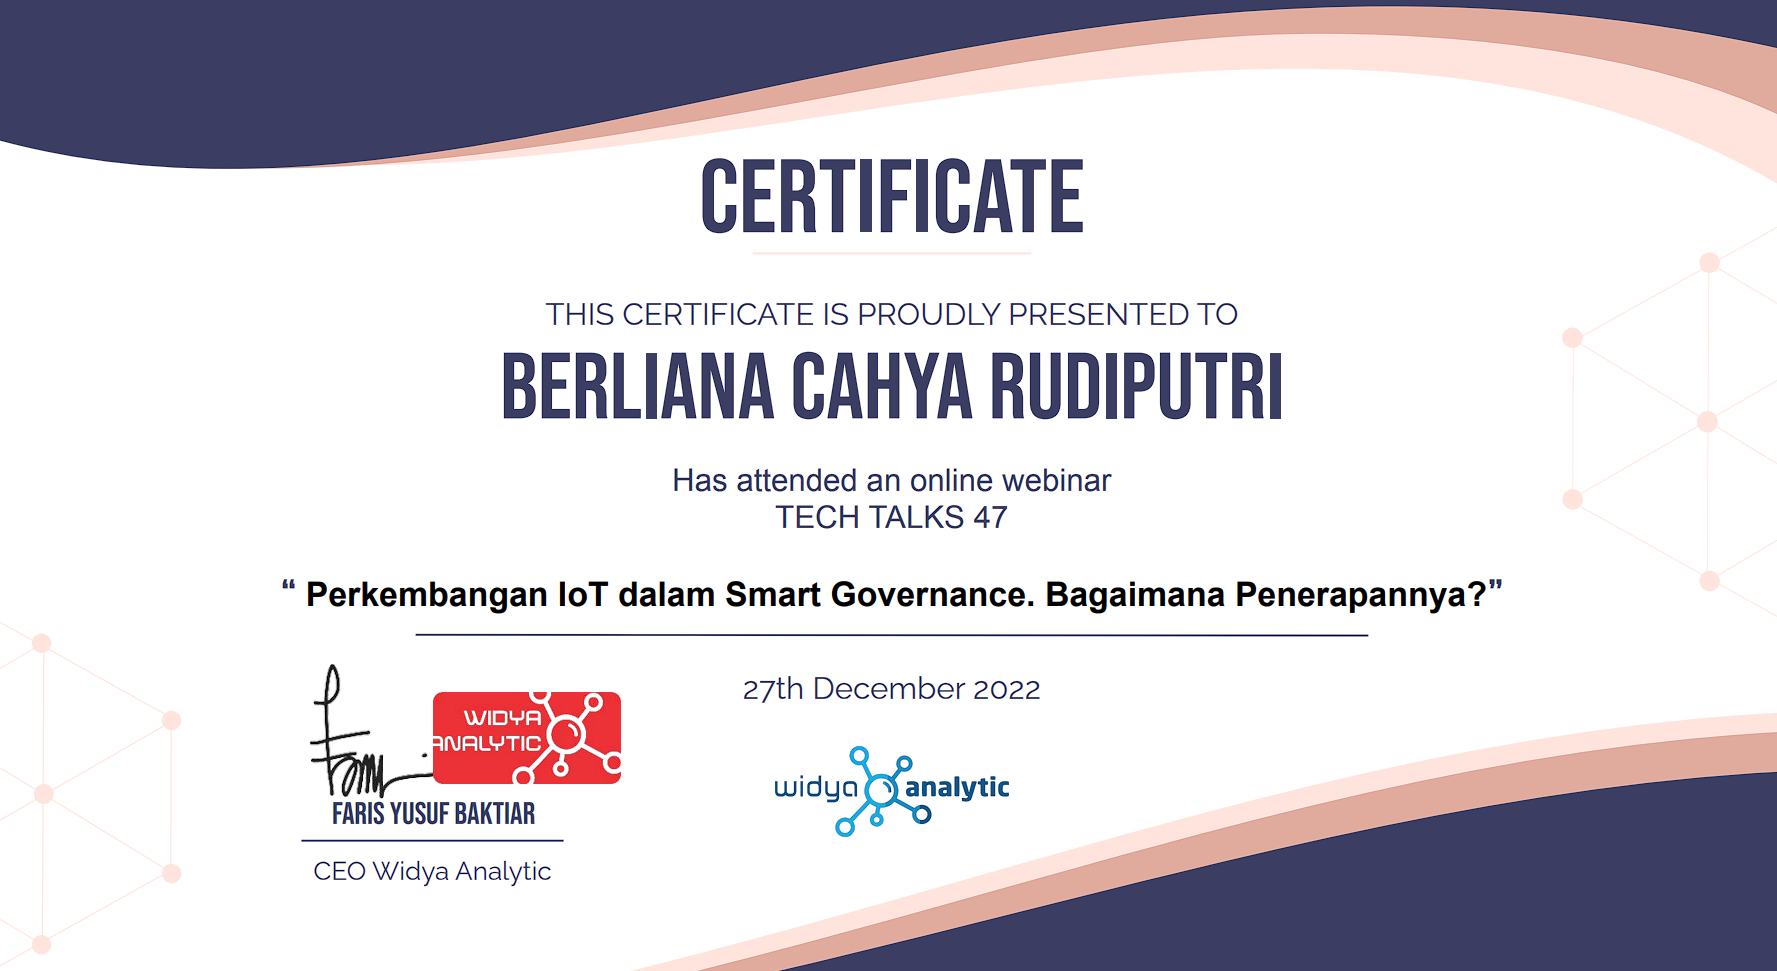 CERTIFICATE
THIS CERTIFICATE IS PROUDLY PRESENTED TO
BERLIANA CAHYA RUDIPUTRI
Has attended an online webinar
TECH TALKS 47
“ Perkembangan IoT dalam Smart Governance. Bagaimana Penerapannya?”
27th December 2022
WIDYA
ANALYTIC
FARIS YUSUF BAKTIAR
CEO Widya Analytic
widya analytic